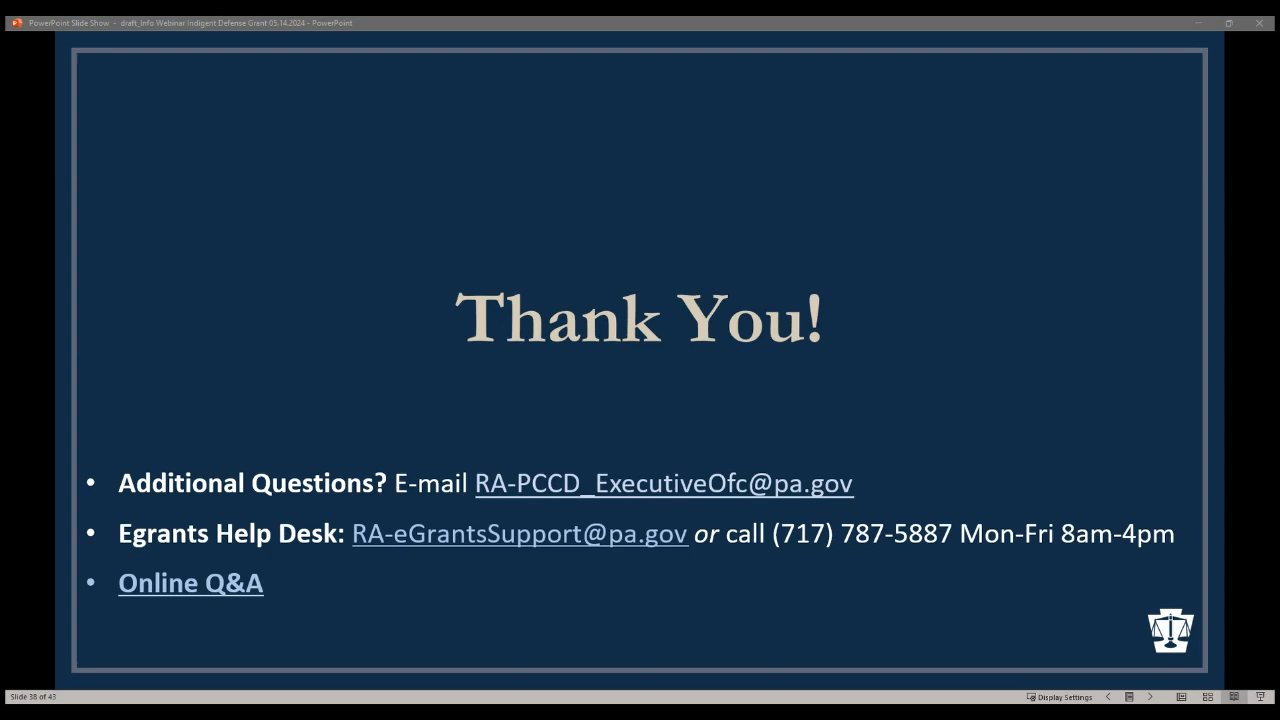 PowerPoint Slide Show - draft_Info Webinar Indigent Defense Grant 05.14.2024 - PowerPoint
Thank You!
• Additional Questions? E-mail RA-PCCD_ExecutiveOfc@pa.gov
• Egrants Help Desk: RA-eGrantsSupport@pa.gov or call (717) 787-5887 Mon-Fri 8am-4pm
• Online Q&A
Slide 38 of 43
Display Settings